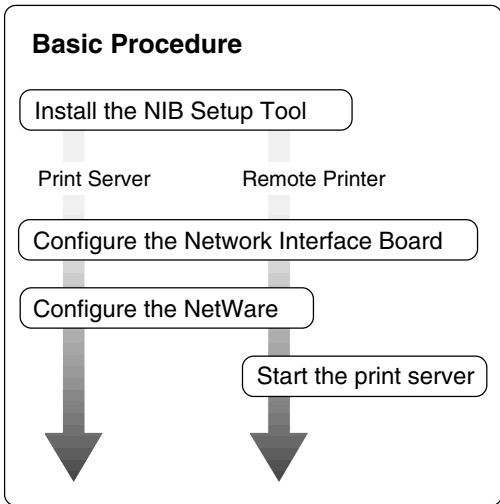 Basic Procedure
Install the NIB Setup Tool
Print Server
Remote Printer
Configure the Network Interface Board
Configure the NetWare
Start the print server